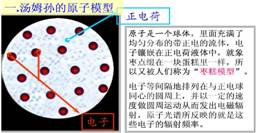 一.汤姆孙的原子模型
正电荷
电子
原子是一个球体，里面充满了
均匀分布的带正电的流体，电
子镶嵌在正电荷液体中，就象
枣点缀在一块蛋糕里一样，所
以又被人们称为“枣糕模型”。
电子等间隔地排列在与正电球
同心的圆周上，并以一定的速
度做圆周运动从而发出电磁辐
射，原子光谱所反映的就是这
些电子的辐射频率